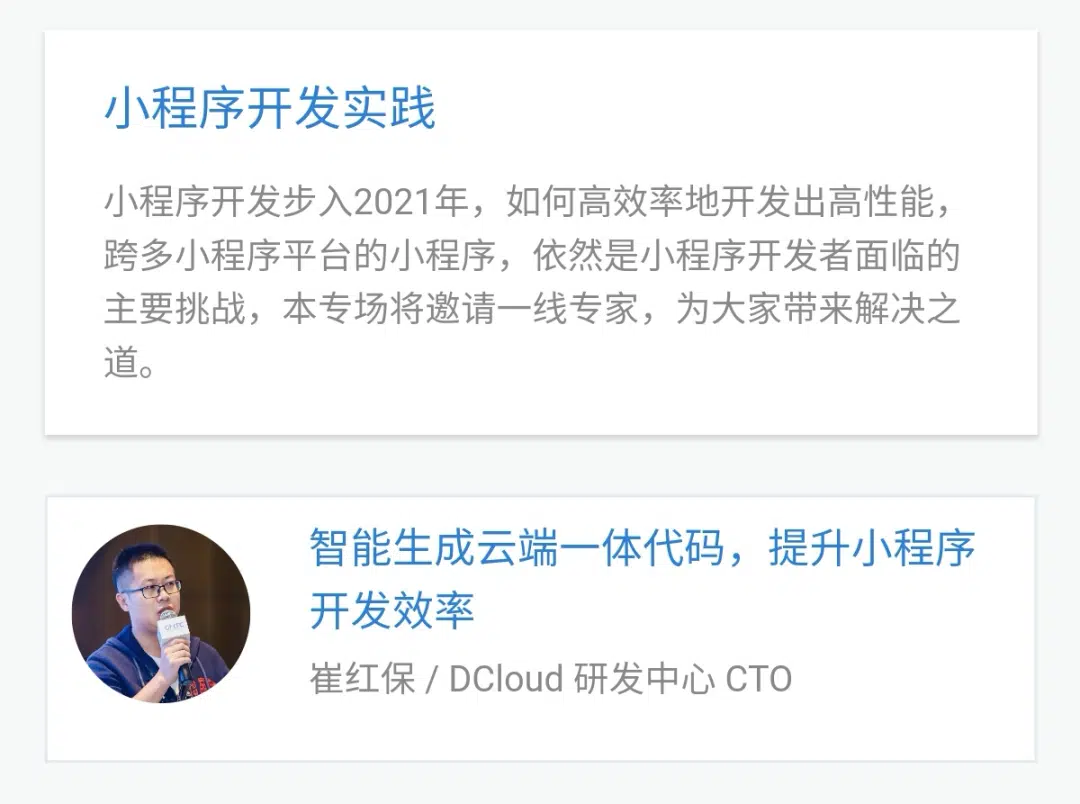 小程序开发实践
小程序开发步入2021年，如何高效率地开发出高性能，
跨多小程序平台的小程序，依然是小程序开发者面临的
主要挑战，本专场将邀请一线专家，为大家带来解决之
道。
智能生成云端一体代码，提升小程序
开发效率
崔红保 / DCloud 研发中心 CTO